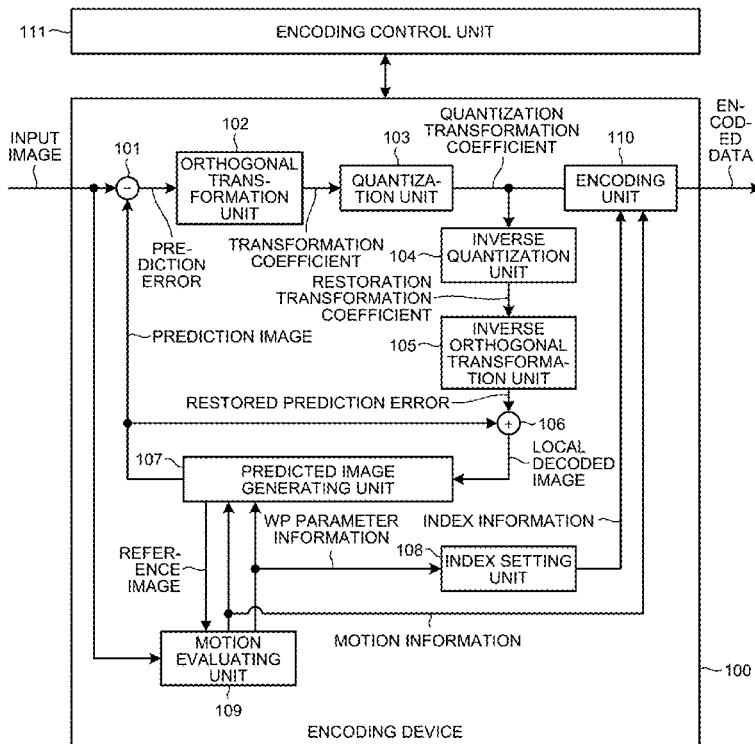 111
ENCODING CONTROL UNIT
INPUT
IMAGE
101
102
ORTHOGONAL
TRANS-
FORMATION
UNIT
103
QUANTIZA-
TION UNIT
QUANTIZATION
TRANSFORMATION
COEFFICIENT
110
ENCODING
UNIT
EN-
COD-
ED
DATA
−
PRE-
DICTION
ERROR
TRANSFORMATION
COEFFICIENT
104
INVERSE
QUANTIZATION
UNIT
RESTORATION
TRANSFORMATION
COEFFICIENT
PREDICTION IMAGE
105
INVERSE
ORTHOGONAL
TRANSFORMA-
TION UNIT
RESTORED PREDICTION ERROR
+
106
107
PREDICTED IMAGE
GENERATING UNIT
LOCAL
DECODED
IMAGE
WP PARAMETER
INFORMATION
INDEX INFORMATION
REFER-
ENCE
IMAGE
108
INDEX SETTING
UNIT
MOTION
EVALUATING
UNIT
109
MOTION INFORMATION
100
ENCODING DEVICE